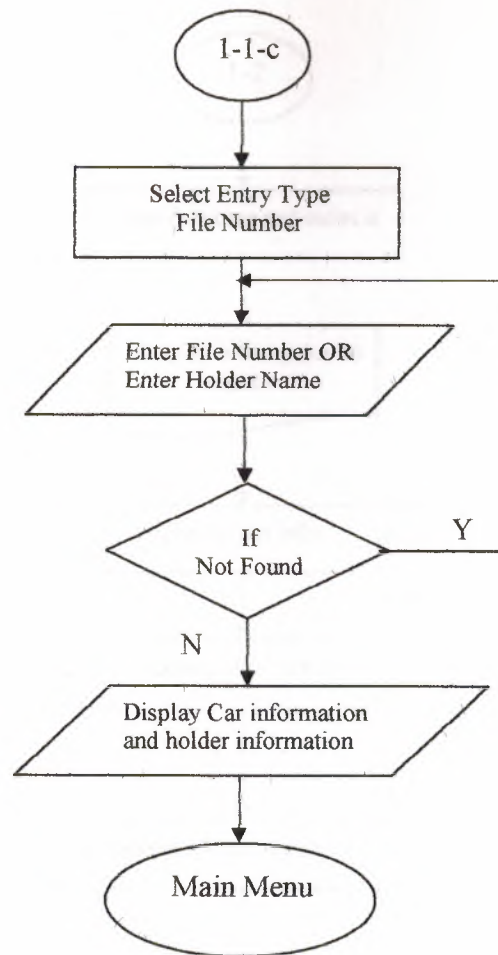 1-1-c
Select Entry Type
File Number
Enter File Number OR
Enter Holder Name
If
Not Found
Y
N
Display Car information
and holder information
Main Menu